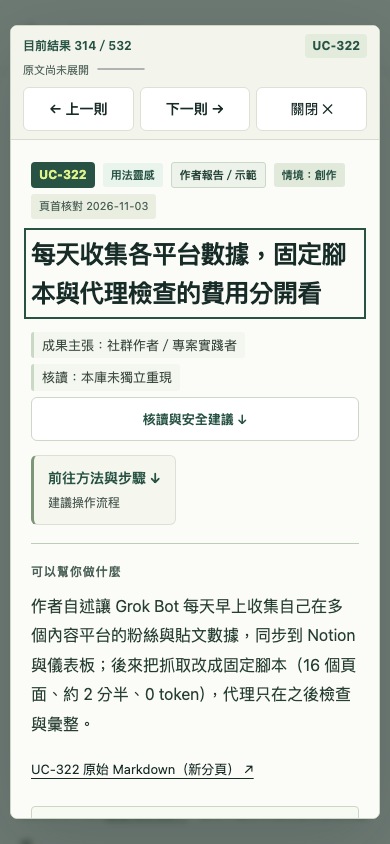 目前結果 314 / 532
UC-322
原文尚未展開
← 上一則
下一則 →
關閉 ×
UC-322
用法靈感
作者報告 / 示範
情境：創作
頁首核對 2026-11-03
每天收集各平台數據，固定腳
本與代理檢查的費用分開看
成果主張：社群作者 / 專案實踐者
核讀：本庫未獨立重現
核讀與安全建議 ↓
前往方法與步驟 ↓
建議操作流程
可以幫你做什麼
作者自述讓 Grok Bot 每天早上收集自己在多
個內容平台的粉絲與貼文數據，同步到 Notion
與儀表板；後來把抓取改成固定腳本（16 個頁
面、約 2 分半、0 token），代理只在之後檢查
與彙整。
UC-322 原始 Markdown（新分頁） ↗